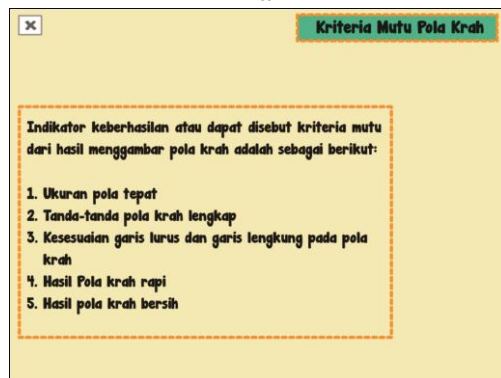 Kriteria Mutu Pola Krah
Indikator keberhasilan atau dapat disebut kriteria mutu
dari hasil menggambar pola krah adalah sebagai berikut:
1. Ukuran pola tepat
2. Tanda-tanda pola krah lengkap
3. Kesesuaian garis lurus dan garis lengkung pada pola
krah
4. Hasil Pola krah rapi
5. Hasil pola krah bersih